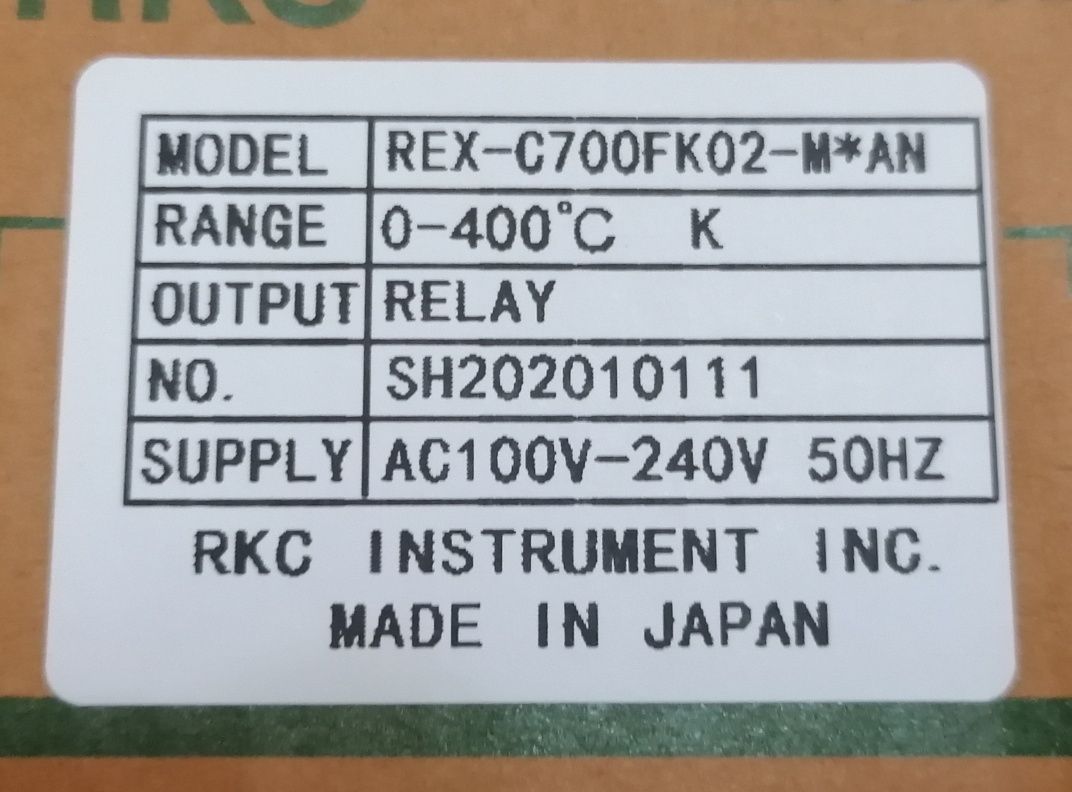 MODEL REX-C700FK02-M*AN
RANGE 0-400°C K
OUTPUT RELAY
NO. SH202010111
SUPPLY AC100V-240V 50HZ
RKC INSTRUMENT INC.
MADE IN JAPAN